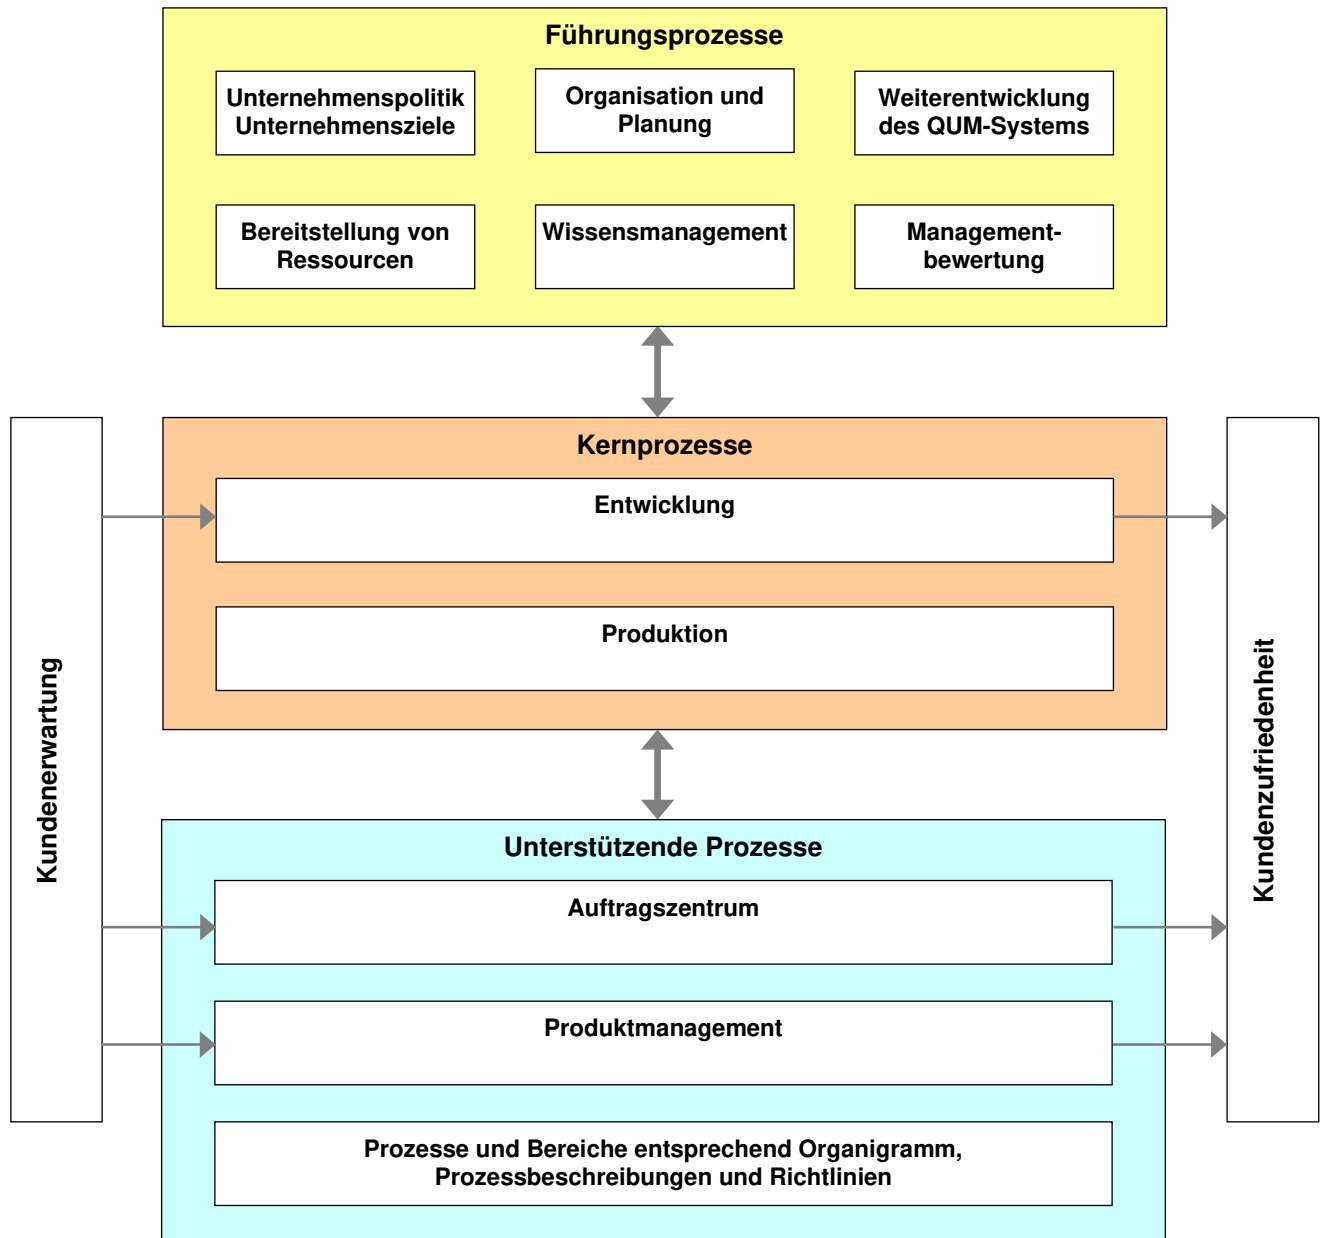 Führungsprozesse
Unternehmenspolitik
Unternehmensziele
Organisation und
Planung
Weiterentwicklung
des QUM-Systems
Bereitstellung von
Ressourcen
Wissensmanagement
Management-
bewertung
Kundenerwartung
Kernprozesse
Entwicklung
Produktion
Kundenzufriedenheit
Unterstützende Prozesse
Auftragszentrum
Produktmanagement
Prozesse und Bereiche entsprechend Organigramm,
Prozessbeschreibungen und Richtlinien